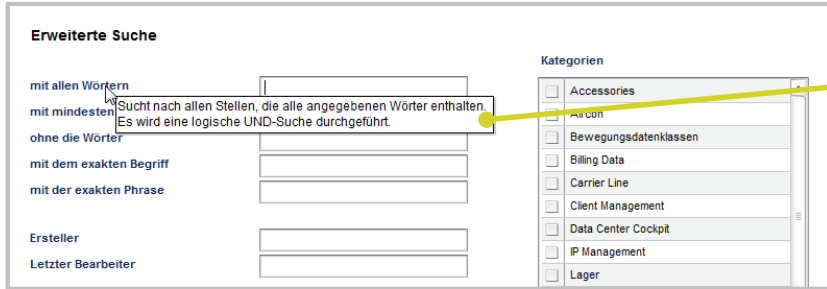 Erweiterte Suche
Kategorien
mit allen Wörtern
Sucht nach allen Stellen, die alle angegebenen Wörter enthalten.
Es wird eine logische UND-Suche durchgeführt.
mit mindesten
ohne die Wörter
mit dem exakten Begriff
mit der exakten Phrase
Ersteller
Letzter Bearbeiter
Accessories
Aircon
Bewegungsdatenklassen
Billing Data
Carrier Line
Client Management
Data Center Cockpit
IP Management
Lager